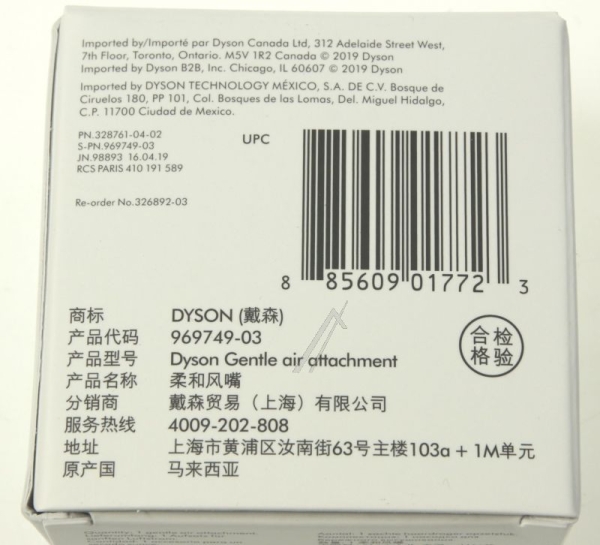 Imported by/Importé par Dyson Canada Ltd, 312 Adelaide Street West,
7th Floor, Toronto, Ontario. M5V 1R2 Canada © 2019 Dyson
Imported by Dyson B2B, Inc. Chicago, IL 60607 © 2019 Dyson
Imported by DYSON TECHNOLOGY MÉXICO, S.A. DE C.V. Bosque de
Ciruelos 180, PP 101, Col. Bosques de las Lomas, Del. Miguel Hidalgo,
C.P. 11700 Ciudad de Mexico.
PN.328761-04-02
S-PN.969749-03
JN.98893 16.04.19
RCS PARIS 410 191 589
Re-order No.326892-03
UPC
8 85609 01772 3
商标 DYSON (戴森)
产品代码 969749-03
产品型号 Dyson Gentle air attachment
产品名称 柔和风嘴
分销商 戴森贸易（上海）有限公司
服务热线 4009-202-808
地址 上海市黄浦区汝南街63号主楼103a + 1M单元
原产国 马来西亚
合检
格验